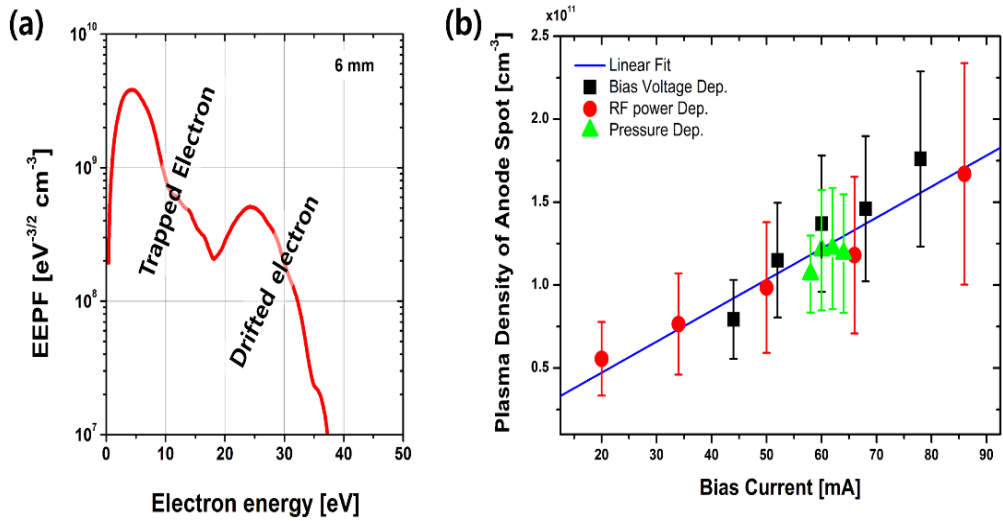 (a)
10^10
10^9
10^8
10^7
EEPF [eV^-3/2 cm^-3]
6 mm
Trapped Electron
Drifted electron
0 10 20 30 40 50
Electron energy [eV]
(b)
x10^11
2.5
2.0
1.5
1.0
0.5
Plasma Density of Anode Spot [cm^-3]
Linear Fit
Bias Voltage Dep.
RF power Dep.
Pressure Dep.
20 30 40 50 60 70 80 90
Bias Current [mA]